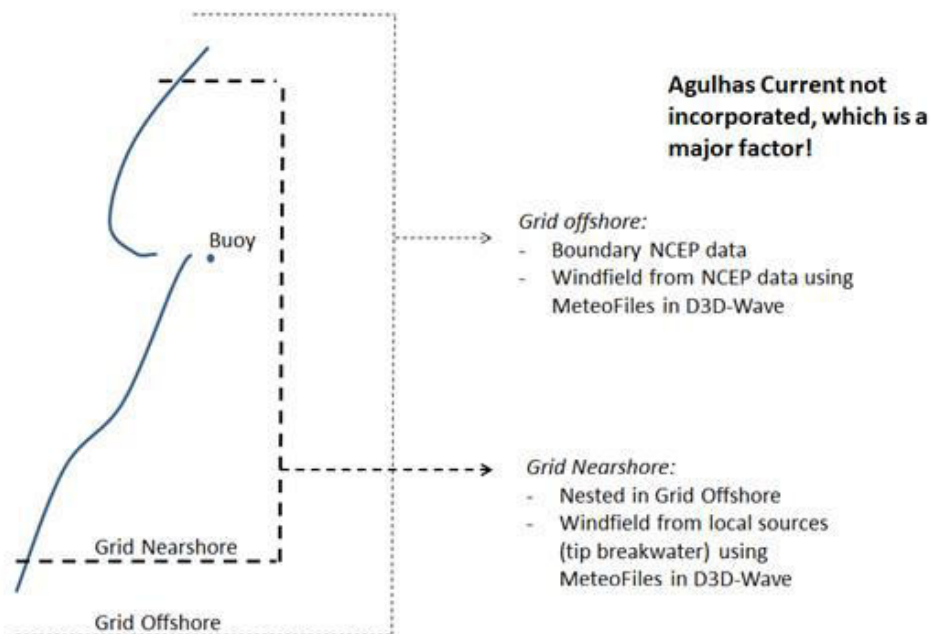 Agulhas Current not
incorporated, which is a
major factor!
Grid offshore:
- Boundary NCEP data
- Windfield from NCEP data using
MeteoFiles in D3D-Wave
Buoy
Grid Nearshore:
- Nested in Grid Offshore
- Windfield from local sources
(tip breakwater) using
MeteoFiles in D3D-Wave
Grid Nearshore
Grid Offshore